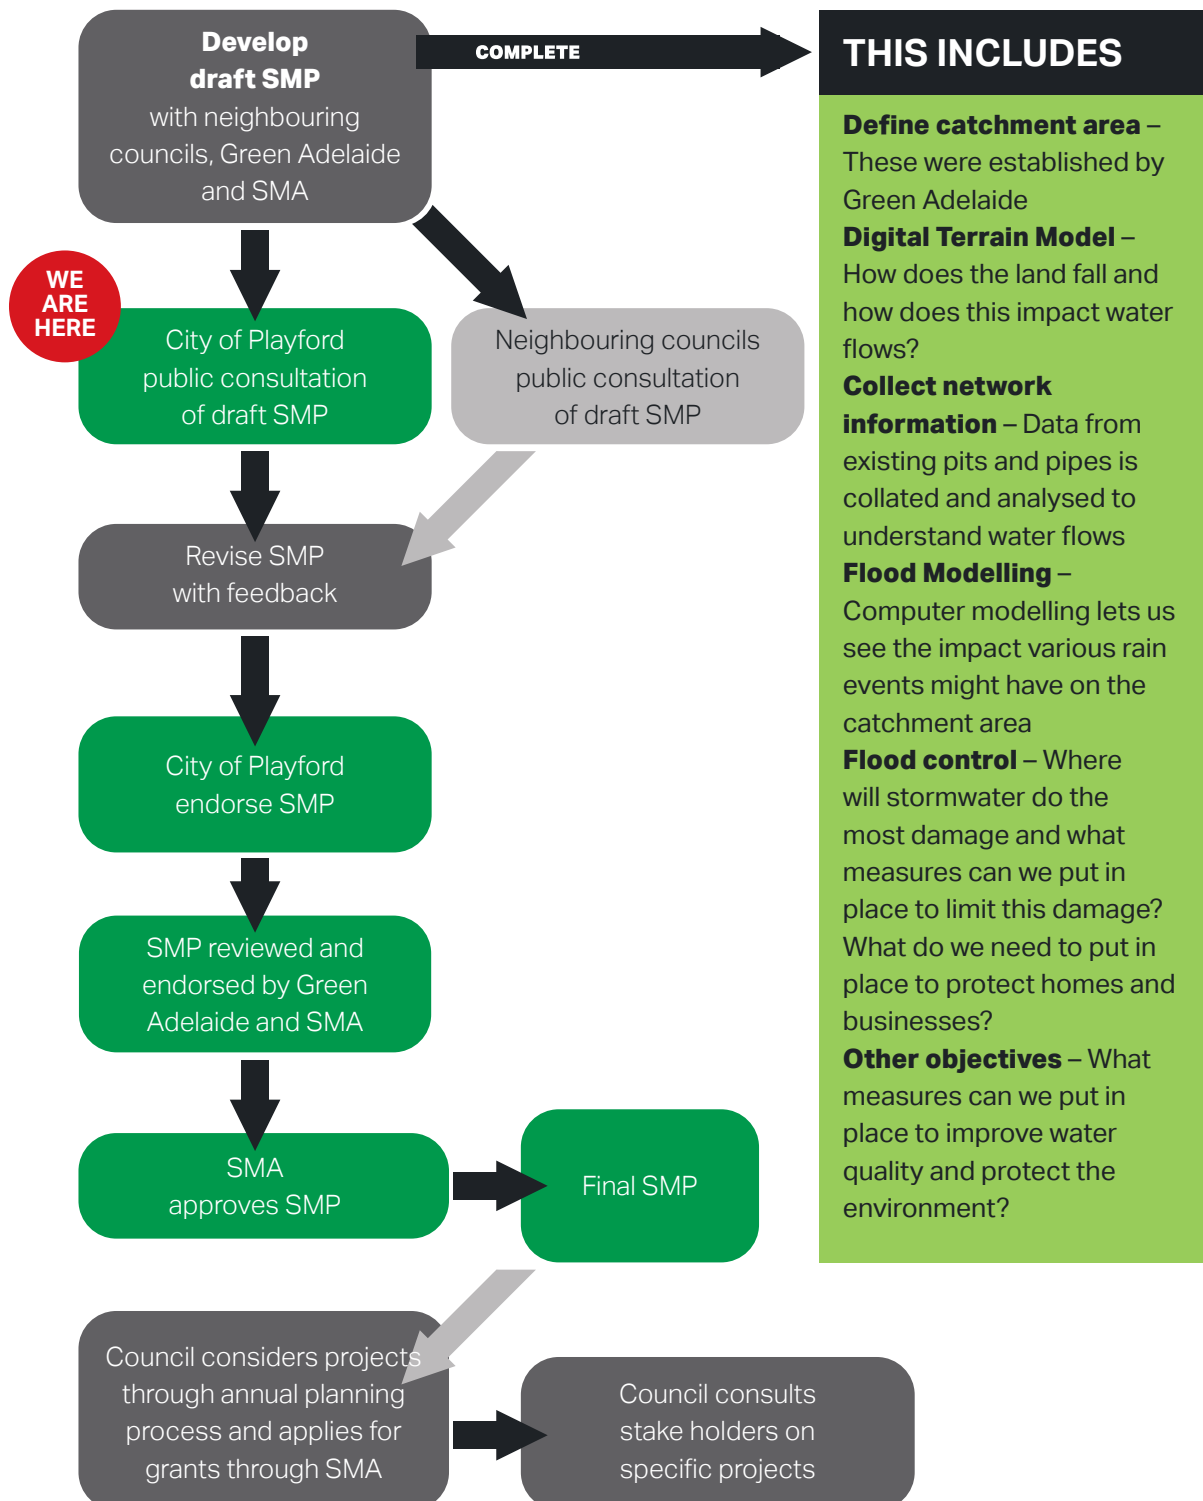 Develop
draft SMP
with neighbouring
councils, Green Adelaide
and SMA
COMPLETE
WE
ARE
HERE
City of Playford
public consultation
of draft SMP
Neighbouring councils
public consultation
of draft SMP
Revise SMP
with feedback
City of Playford
endorse SMP
SMP reviewed and
endorsed by Green
Adelaide and SMA
SMA
approves SMP
Final SMP
Council considers projects
through annual planning
process and applies for
grants through SMA
Council consults
stake holders on
specific projects
THIS INCLUDES
Define catchment area –
These were established by
Green Adelaide
Digital Terrain Model –
How does the land fall and
how does this impact water
flows?
Collect network
information – Data from
existing pits and pipes is
collated and analysed to
understand water flows
Flood Modelling –
Computer modelling lets us
see the impact various rain
events might have on the
catchment area
Flood control – Where
will stormwater do the
most damage and what
measures can we put in
place to limit this damage?
What do we need to put in
place to protect homes and
businesses?
Other objectives – What
measures can we put in
place to improve water
quality and protect the
environment?